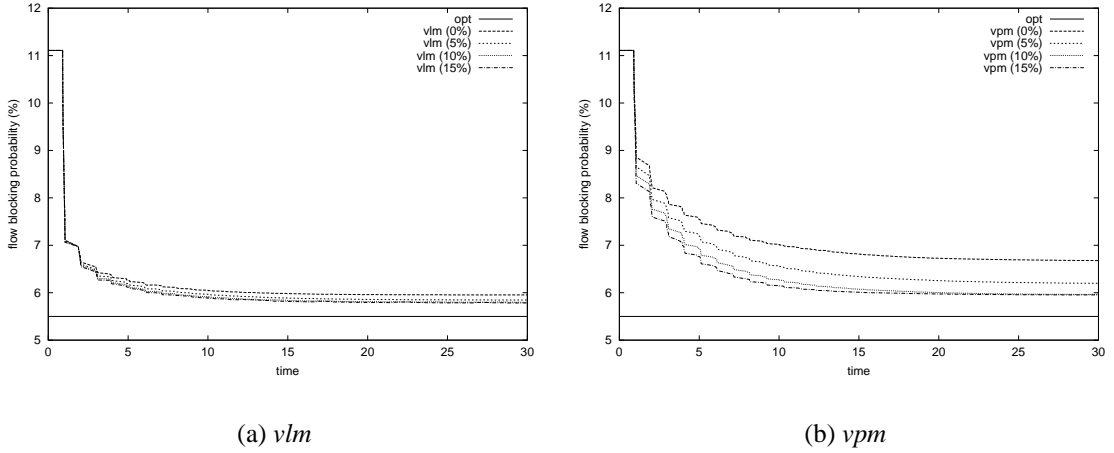 12
11
10
9
8
7
6
5
0
5
10
15
20
25
30
flow blocking probability (%)
time
opt
vlm (0%)
vlm (5%)
vlm (10%)
vlm (15%)
(a) vlm
12
11
10
9
8
7
6
5
0
5
10
15
20
25
30
flow blocking probability (%)
time
opt
vpm (0%)
vpm (5%)
vpm (10%)
vpm (15%)
(b) vpm